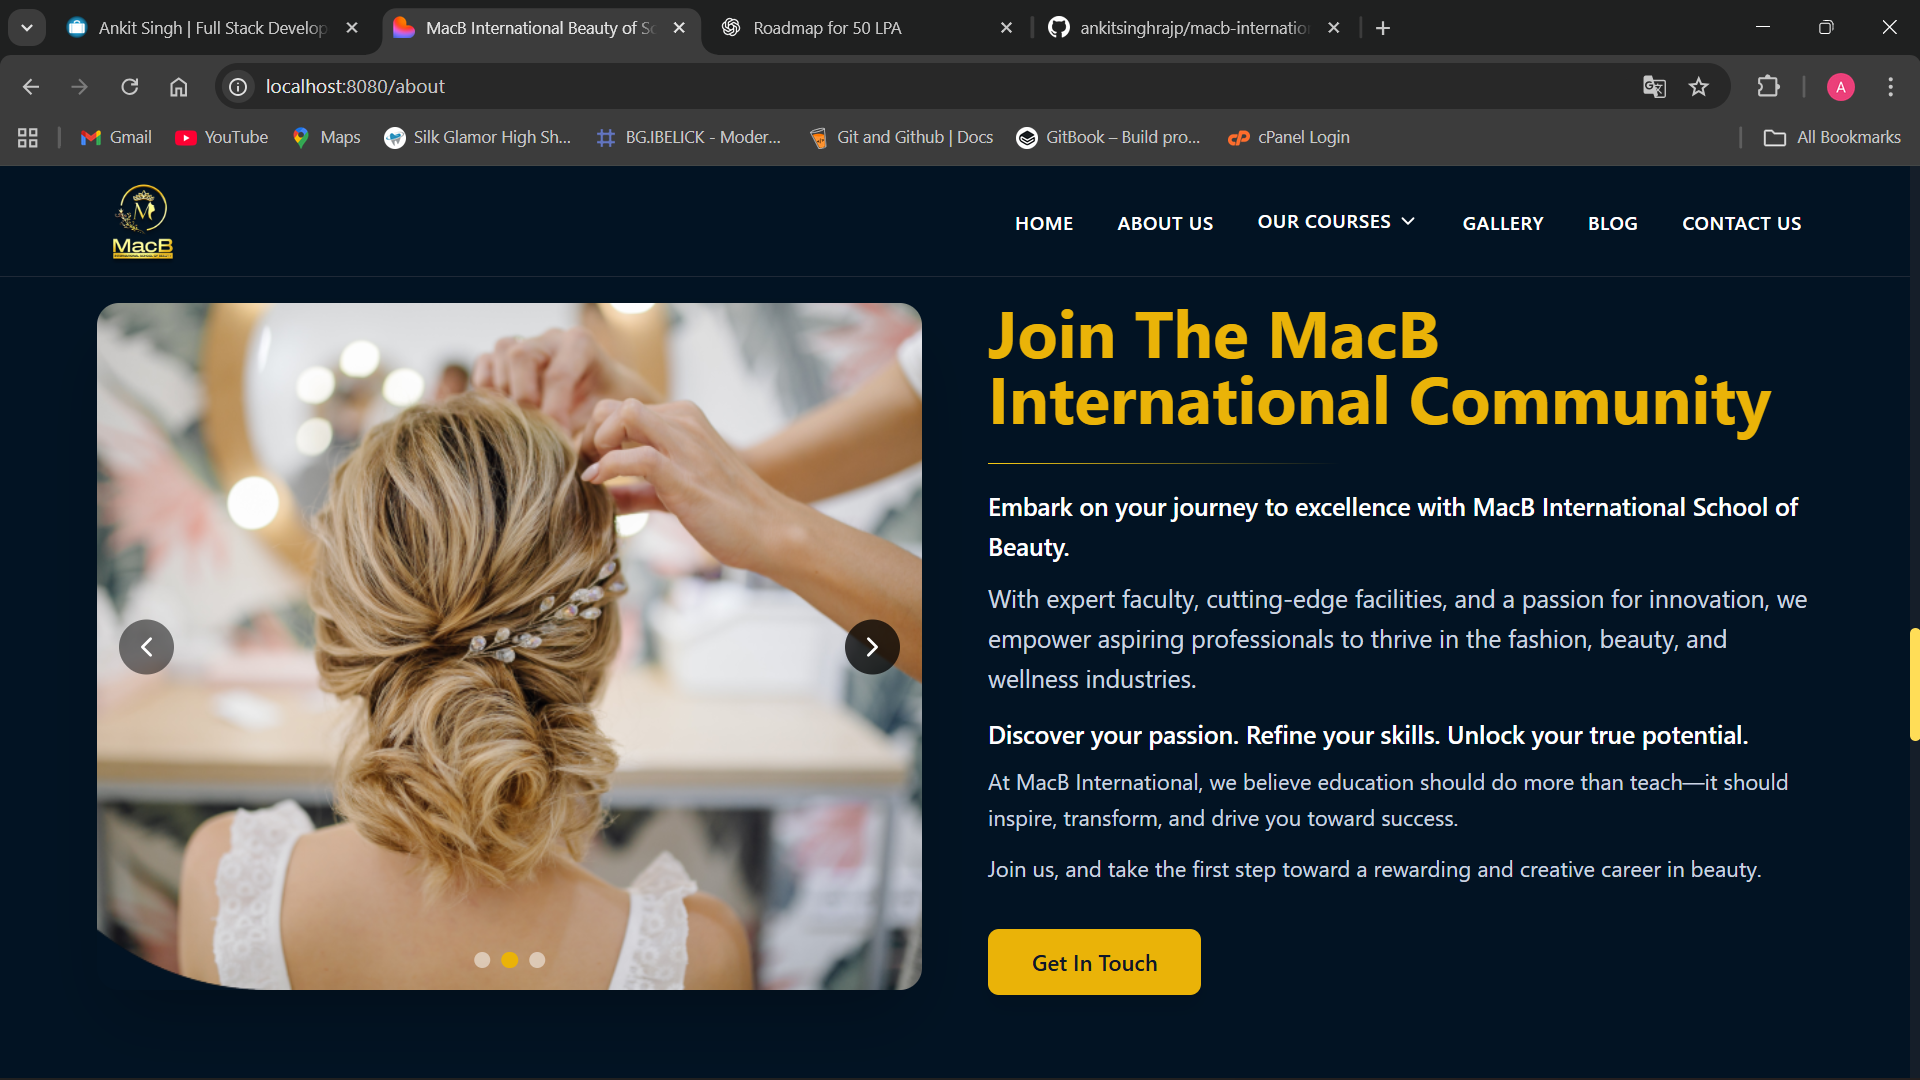 Ankit Singh | Full Stack Develop
MacB International Beauty of Sc
Roadmap for 50 LPA
ankitsinghrajp/macb-internatio
localhost:8080/about
A
Gmail
YouTube
Maps
Silk Glamor High Sh...
BG.IBELICK - Moder...
Git and Github | Docs
GitBook – Build pro...
cPanel Login
All Bookmarks
M
MacB
HOME
ABOUT US
OUR COURSES
GALLERY
BLOG
CONTACT US
Join The MacB
International Community
Embark on your journey to excellence with MacB International School of
Beauty.
With expert faculty, cutting-edge facilities, and a passion for innovation, we
empower aspiring professionals to thrive in the fashion, beauty, and
wellness industries.
Discover your passion. Refine your skills. Unlock your true potential.
At MacB International, we believe education should do more than teach—it should
inspire, transform, and drive you toward success.
Join us, and take the first step toward a rewarding and creative career in beauty.
Get In Touch